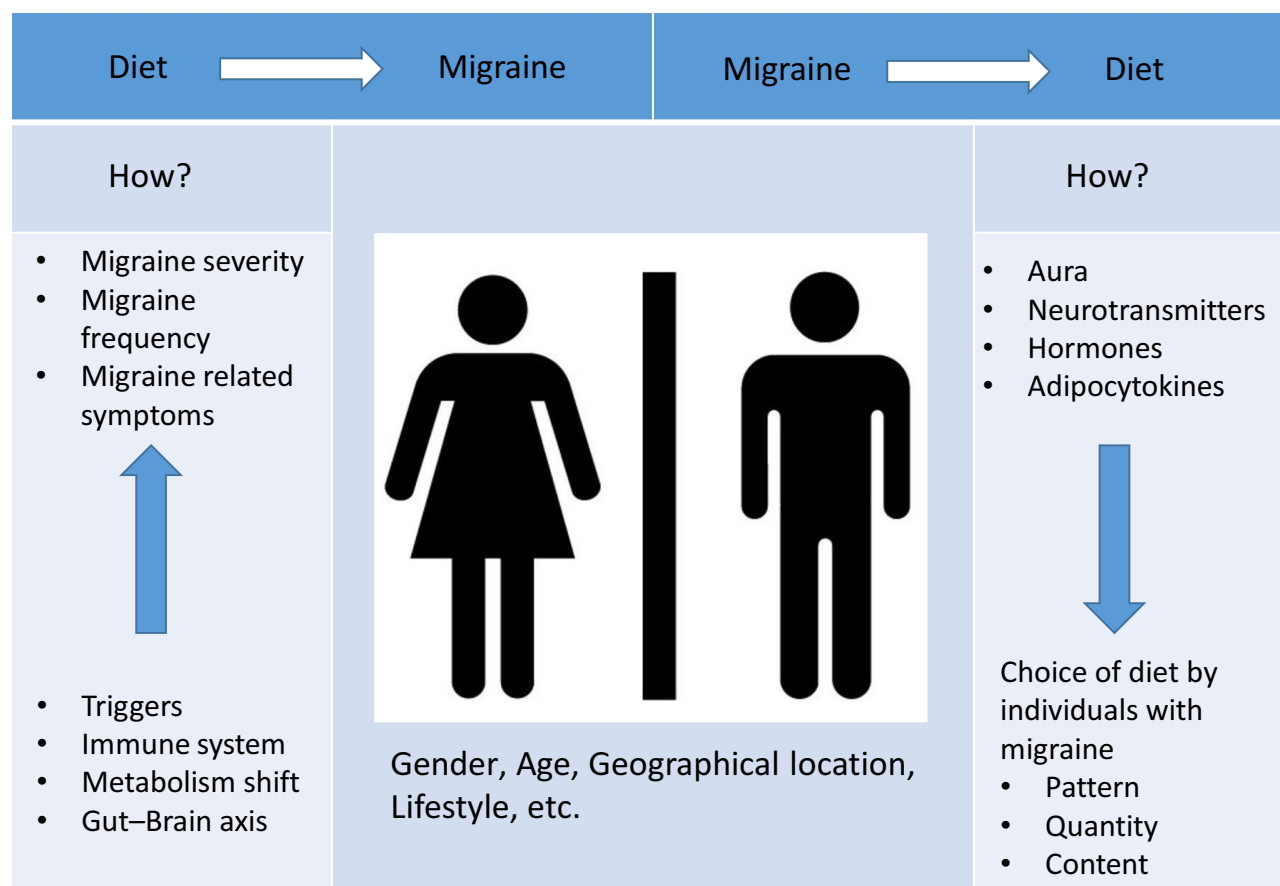 Diet Migraine Migraine Diet
How?
• Migraine severity
• Migraine
frequency
• Migraine related
symptoms
• Triggers
• Immune system
• Metabolism shift
• Gut–Brain axis
Gender, Age, Geographical location,
Lifestyle, etc.
How?
• Aura
• Neurotransmitters
• Hormones
• Adipocytokines
Choice of diet by
individuals with
migraine
• Pattern
• Quantity
• Content